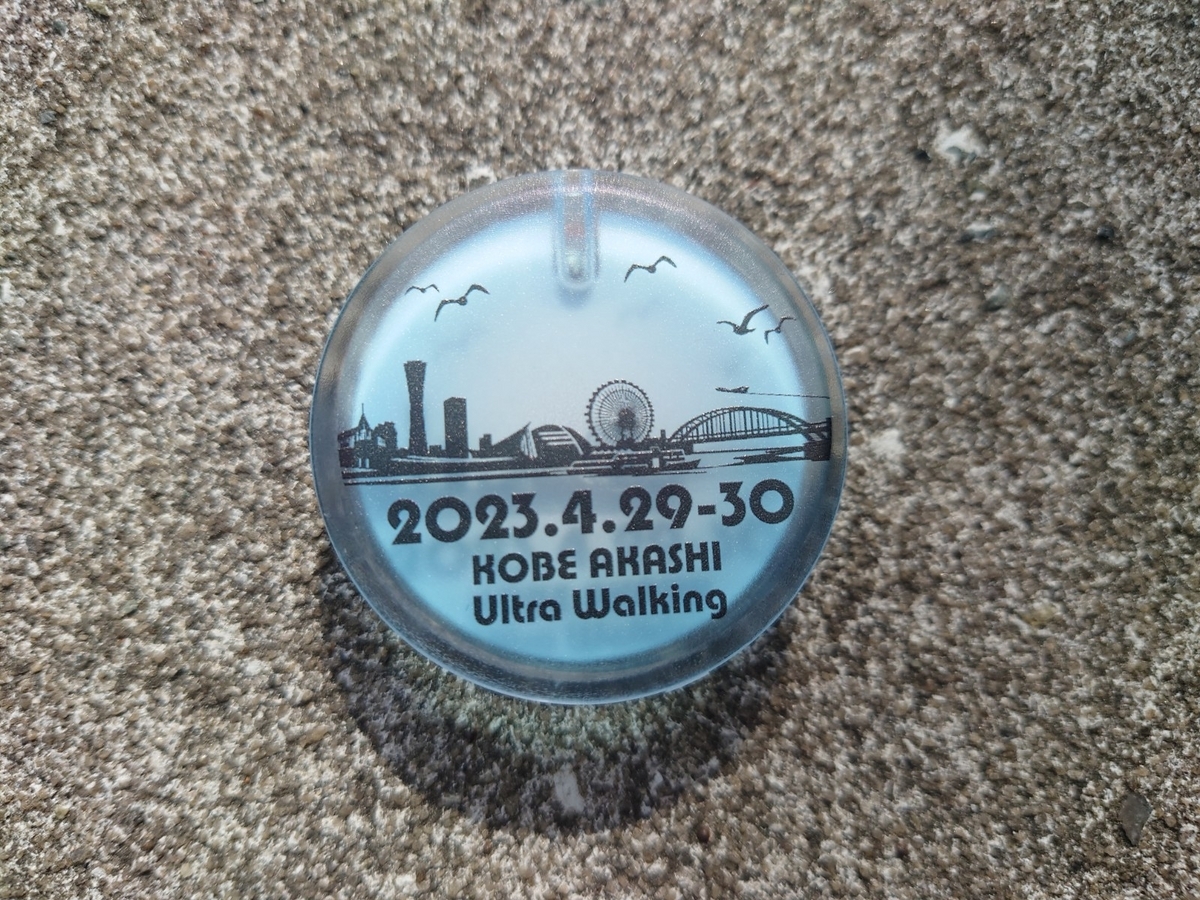 2023.4.29-30
KOBE AKASHI
Ultra Walking